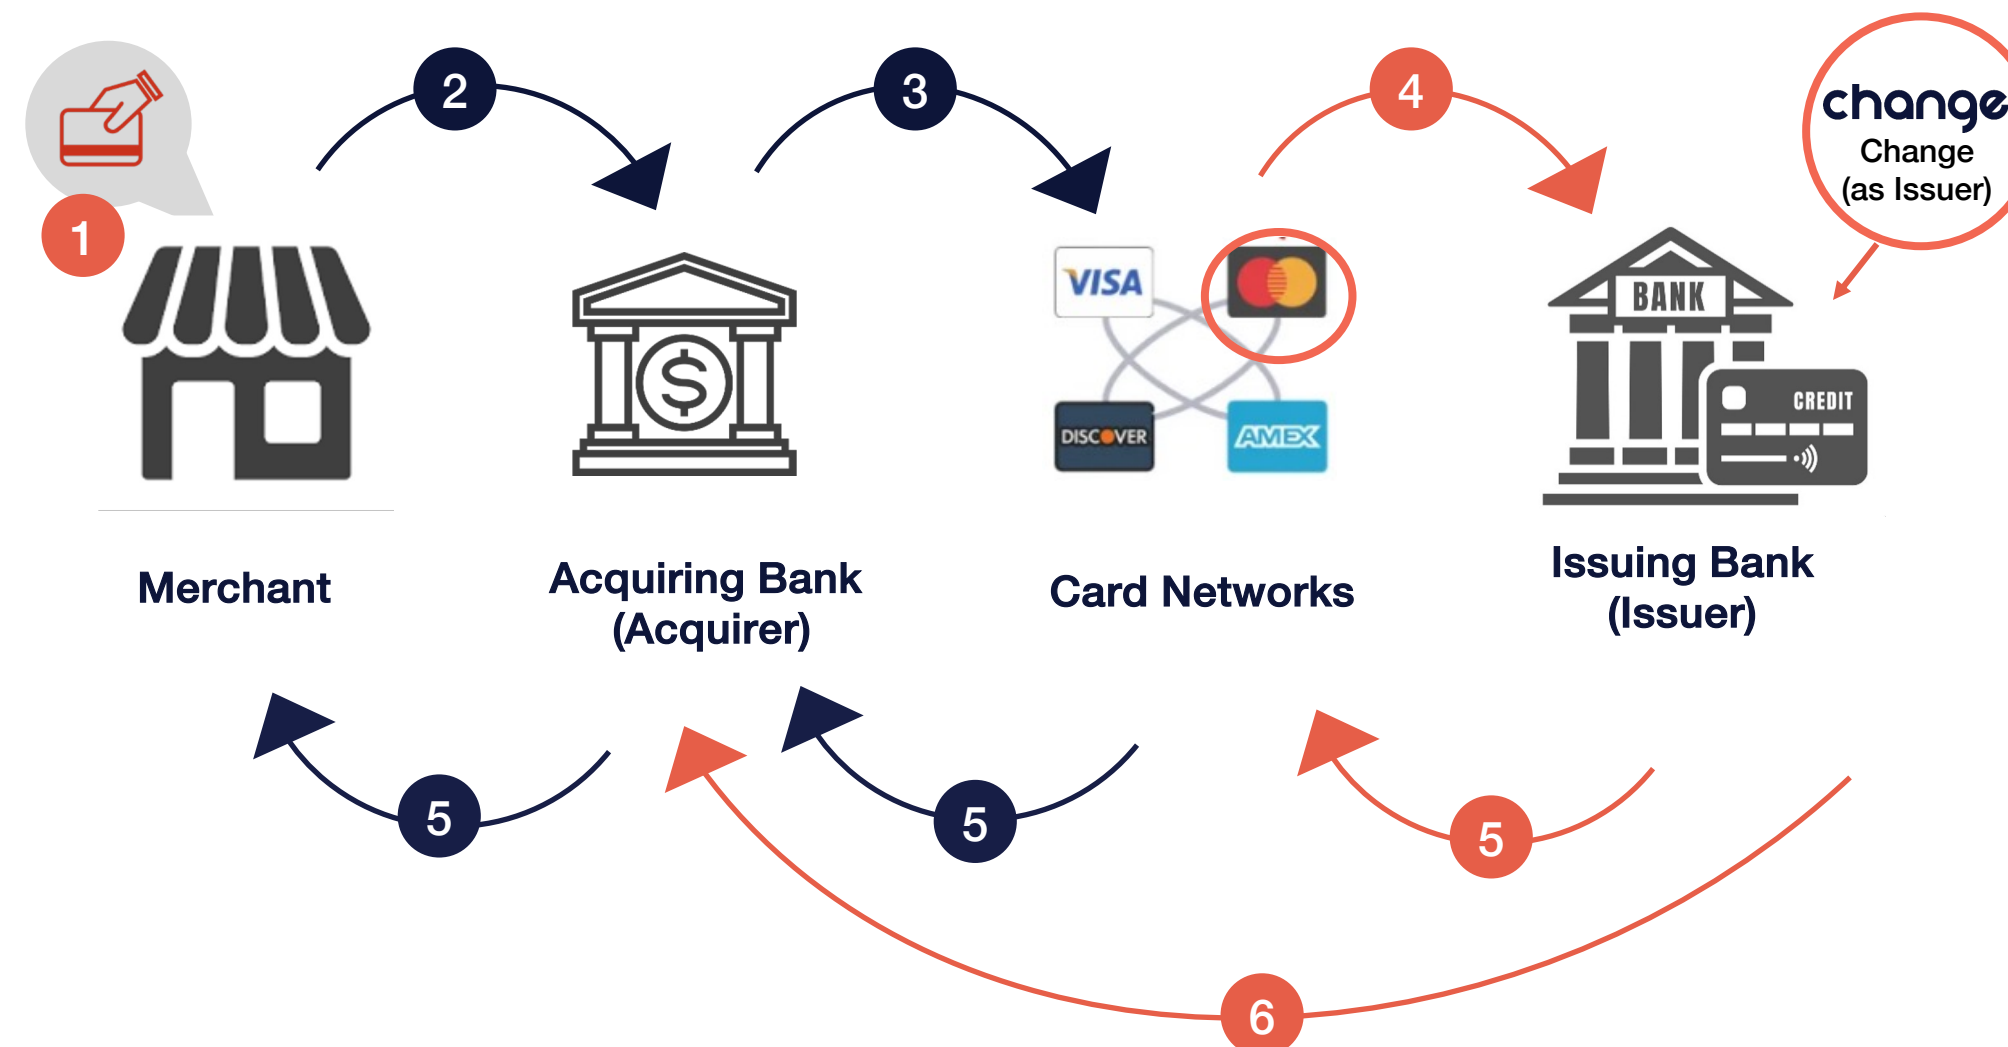 2
3
4
change
Change
(as Issuer)
1
VISA
BANK
DISCOVER
AMEX
CREDIT
Merchant
Acquiring Bank
(Acquirer)
Card Networks
Issuing Bank
(Issuer)
5
5
5
6